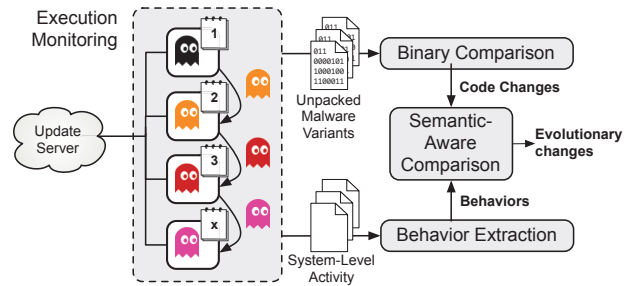 Execution
Monitoring
1
2
3
x
Update
Server
011
011
0000101
1000100
1100011
Unpacked
Malware
Variants
System-Level
Activity
Binary Comparison
Code Changes
Semantic-
Aware
Comparison
Evolutionary
changes
Behaviors
Behavior Extraction